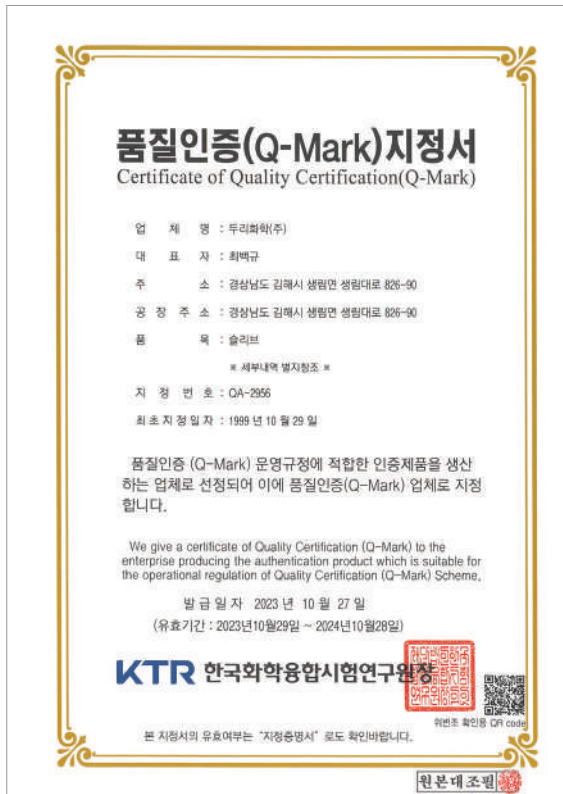 품질인증(Q-Mark)지정서
Certificate of Quality Certification(Q-Mark)
업 체 명 : 두리화학(주)
대 표 자 : 최백규
주 소 : 경상남도 김해시 생림면 생림대로 826-90
공 장 주 소 : 경상남도 김해시 생림면 생림대로 826-90
품 목 : 슬리브
※ 세부내역 별지참조 ※
지 정 번 호 : QA-2956
최초지정일자 : 1999 년 10 월 29 일
품질인증 (Q-Mark) 운영규정에 적합한 인증제품을 생산
하는 업체로 선정되어 이에 품질인증(Q-Mark) 업체로 지정
합니다.
We give a certificate of Quality Certification (Q-Mark) to the
enterprise producing the authentication product which is suitable for
the operational regulation of Quality Certification (Q-Mark) Scheme.
발급일자 2023 년 10 월 27 일
(유효기간 : 2023년10월29일 ~ 2024년10월28일)
KTR 한국화학융합시험연구원장
위변조 확인용 QR code
본 지정서의 유효여부는 "지정증명서" 로도 확인바랍니다.
원본대조필